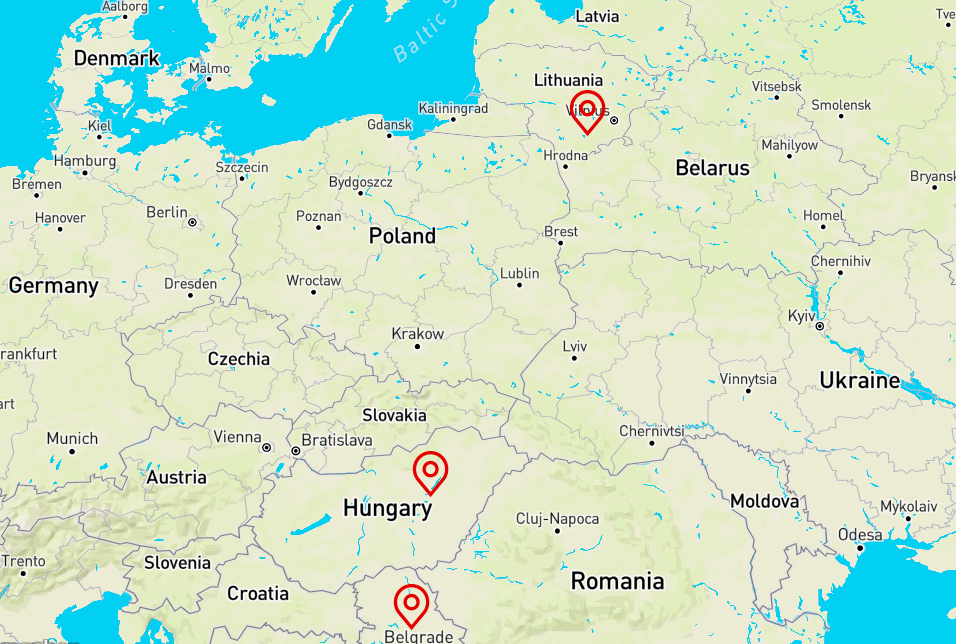 Aalborg
Latvia
Tve
Denmark
Baltic S
Malmo
Lithuania
Vitsebsk
Kaliningrad
Smolensk
Vilnius
Kiel
Gdansk
Mahilyow
Hamburg
Hrodna
Szczecin
Belarus
Bremen
Bydgoszcz
Bryansk
Hanover
Berlin
Poznan
Homel
Poland
Brest
Chernihiv
Lublin
Germany
Dresden
Wrocław
Kyiv
Krakow
Lviv
rankfurt
Czechia
Vinnytsia
Ukraine
art
Slovakia
Chernivtsi
Munich
Vienna
Bratislava
Austria
Moldova
Hungary
Mykolaiv
Cluj-Napoca
Odesa
Trento
Slovenia
Romania
Croatia
Belgrade